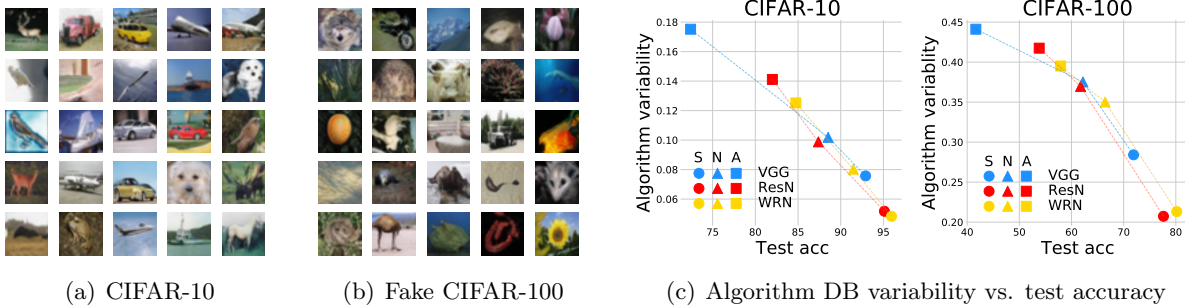 CIFAR-10
CIFAR-100
Algorithm variability
0.18
0.16
0.14
0.12
0.10
0.08
0.06
S N A
VGG
ResN
WRN
75 80 85 90 95
Test acc
Algorithm variability
0.45
0.40
0.35
0.30
0.25
0.20
S N A
VGG
ResN
WRN
40 50 60 70 80
Test acc
(a) CIFAR-10
(b) Fake CIFAR-100
(c) Algorithm DB variability vs. test accuracy